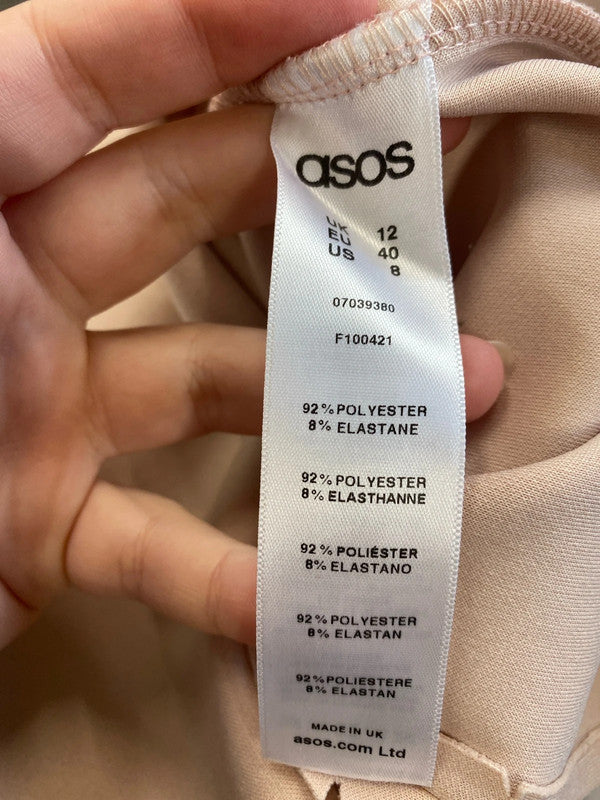 asos
UK 12
EU 40
US 8
07039380
F100421
92% POLYESTER
8% ELASTANE
92% POLYESTER
8% ELASTHANNE
92% POLIÉSTER
8% ELASTANO
92% POLYESTER
8% ELASTAN
92% POLIESTERE
8% ELASTAN
MADE IN UK
asos.com Ltd